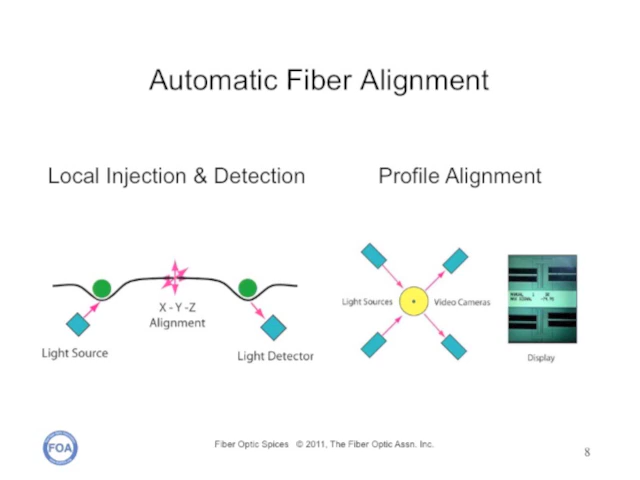 Automatic Fiber Alignment
Local Injection & Detection
Profile Alignment
X - Y -Z
Alignment
Light Source
Light Detector
Light Sources
Video Cameras
Display
FOA
Fiber Optic Spices © 2011, The Fiber Optic Assn. Inc.
8